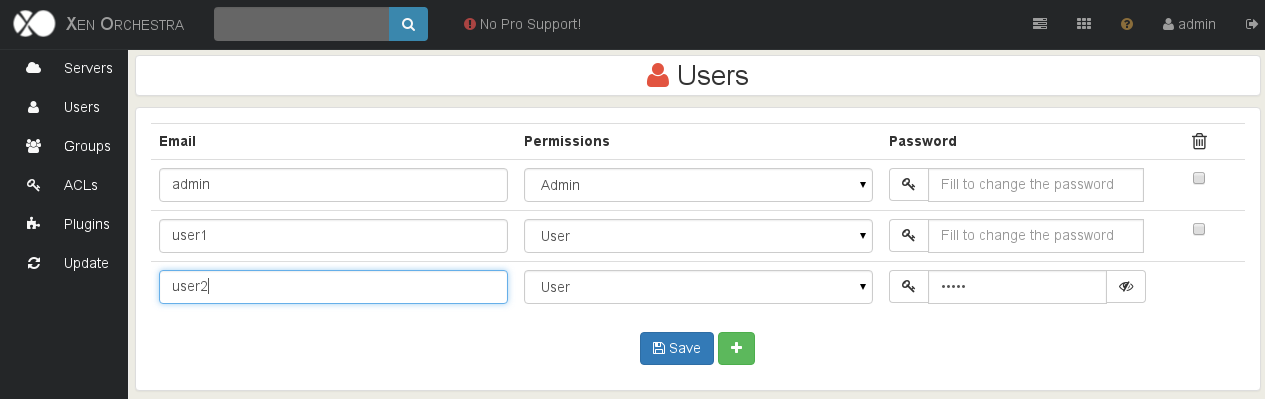 XEN ORCHESTRA No Pro Support! admin
Servers
Users
Groups
ACLs
Plugins
Update
Users
Email Permissions Password
admin Admin Fill to change the password
user1 User Fill to change the password
user2 User •••••
Save